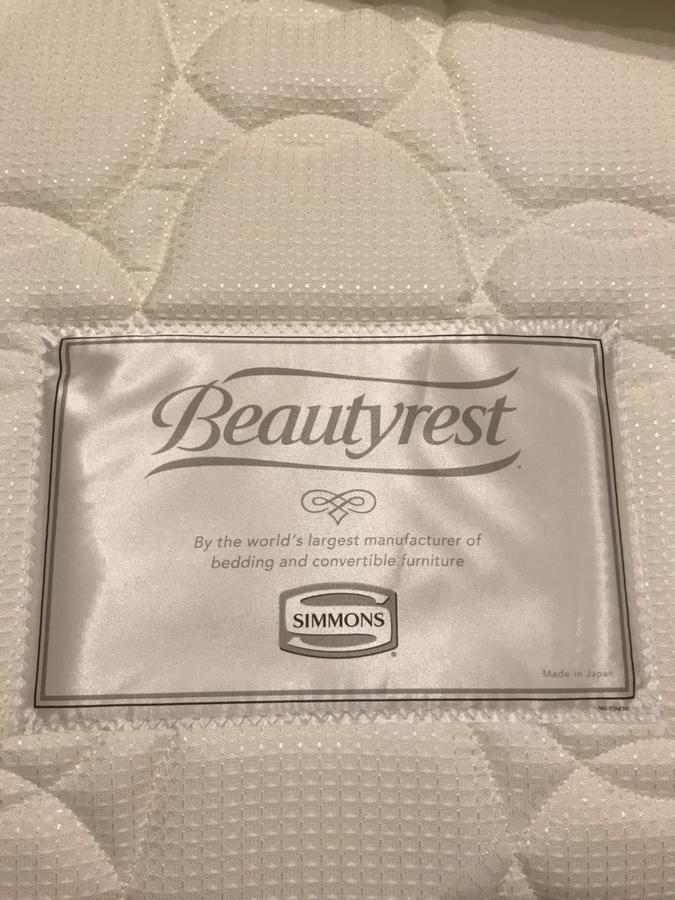 Beautyrest
By the world's largest manufacturer of
bedding and convertible furniture
SIMMONS
Made in Japan